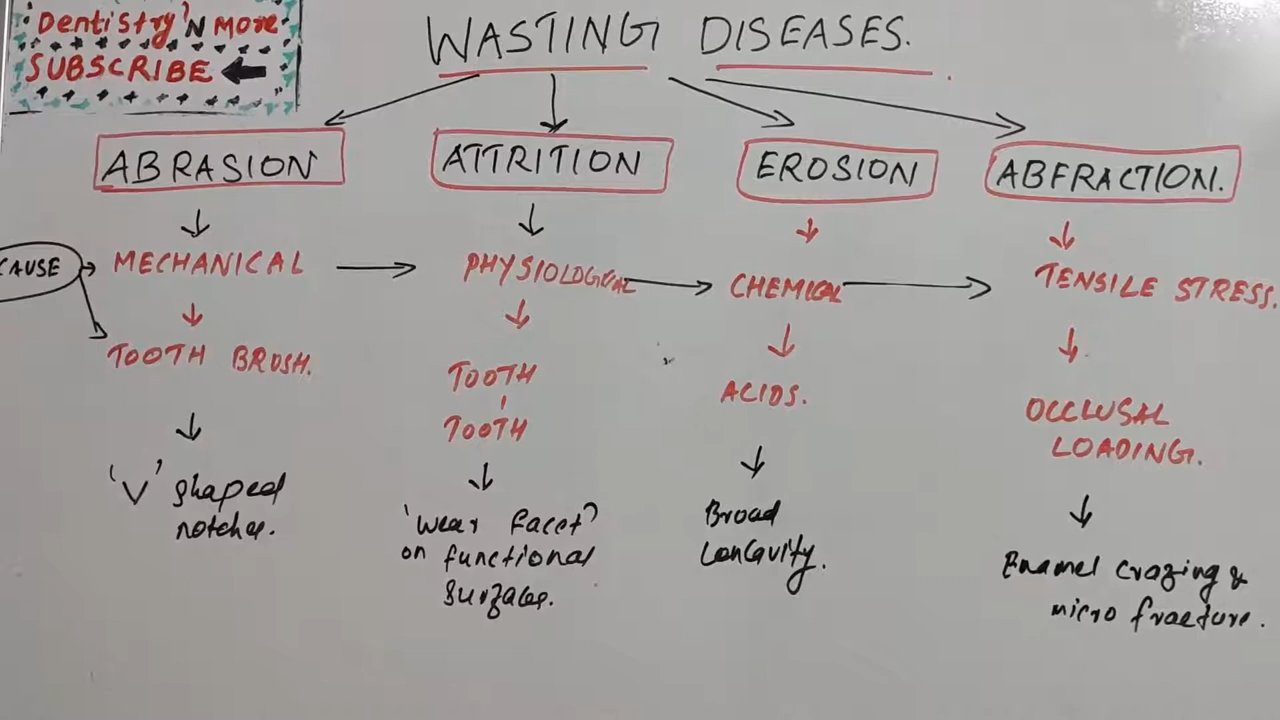 'Dentistry 'N More
SUBSCRIBE
WASTING DISEASES.
ABRASION
ATTRITION
EROSION
ABFRACTION.
CAUSE
MECHANICAL
PHYSIOLOGICAL
CHEMICAL
TENSILE STRESS.
TOOTH BRUSH.
TOOTH
TOOTH
ACIDS.
OCCLUSAL
LOADING.
'V' shaped
notches.
'Wear Facet'
on functional
surfaces.
Broad
Concavity.
Enamel crazing &
micro fracture.